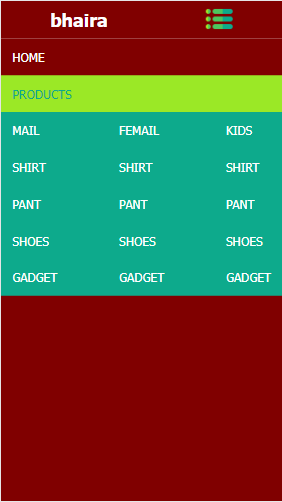 bhaira
HOME
PRODUCTS
MAIL FEMAIL KIDS
SHIRT SHIRT SHIRT
PANT PANT PANT
SHOES SHOES SHOES
GADGET GADGET GADGET